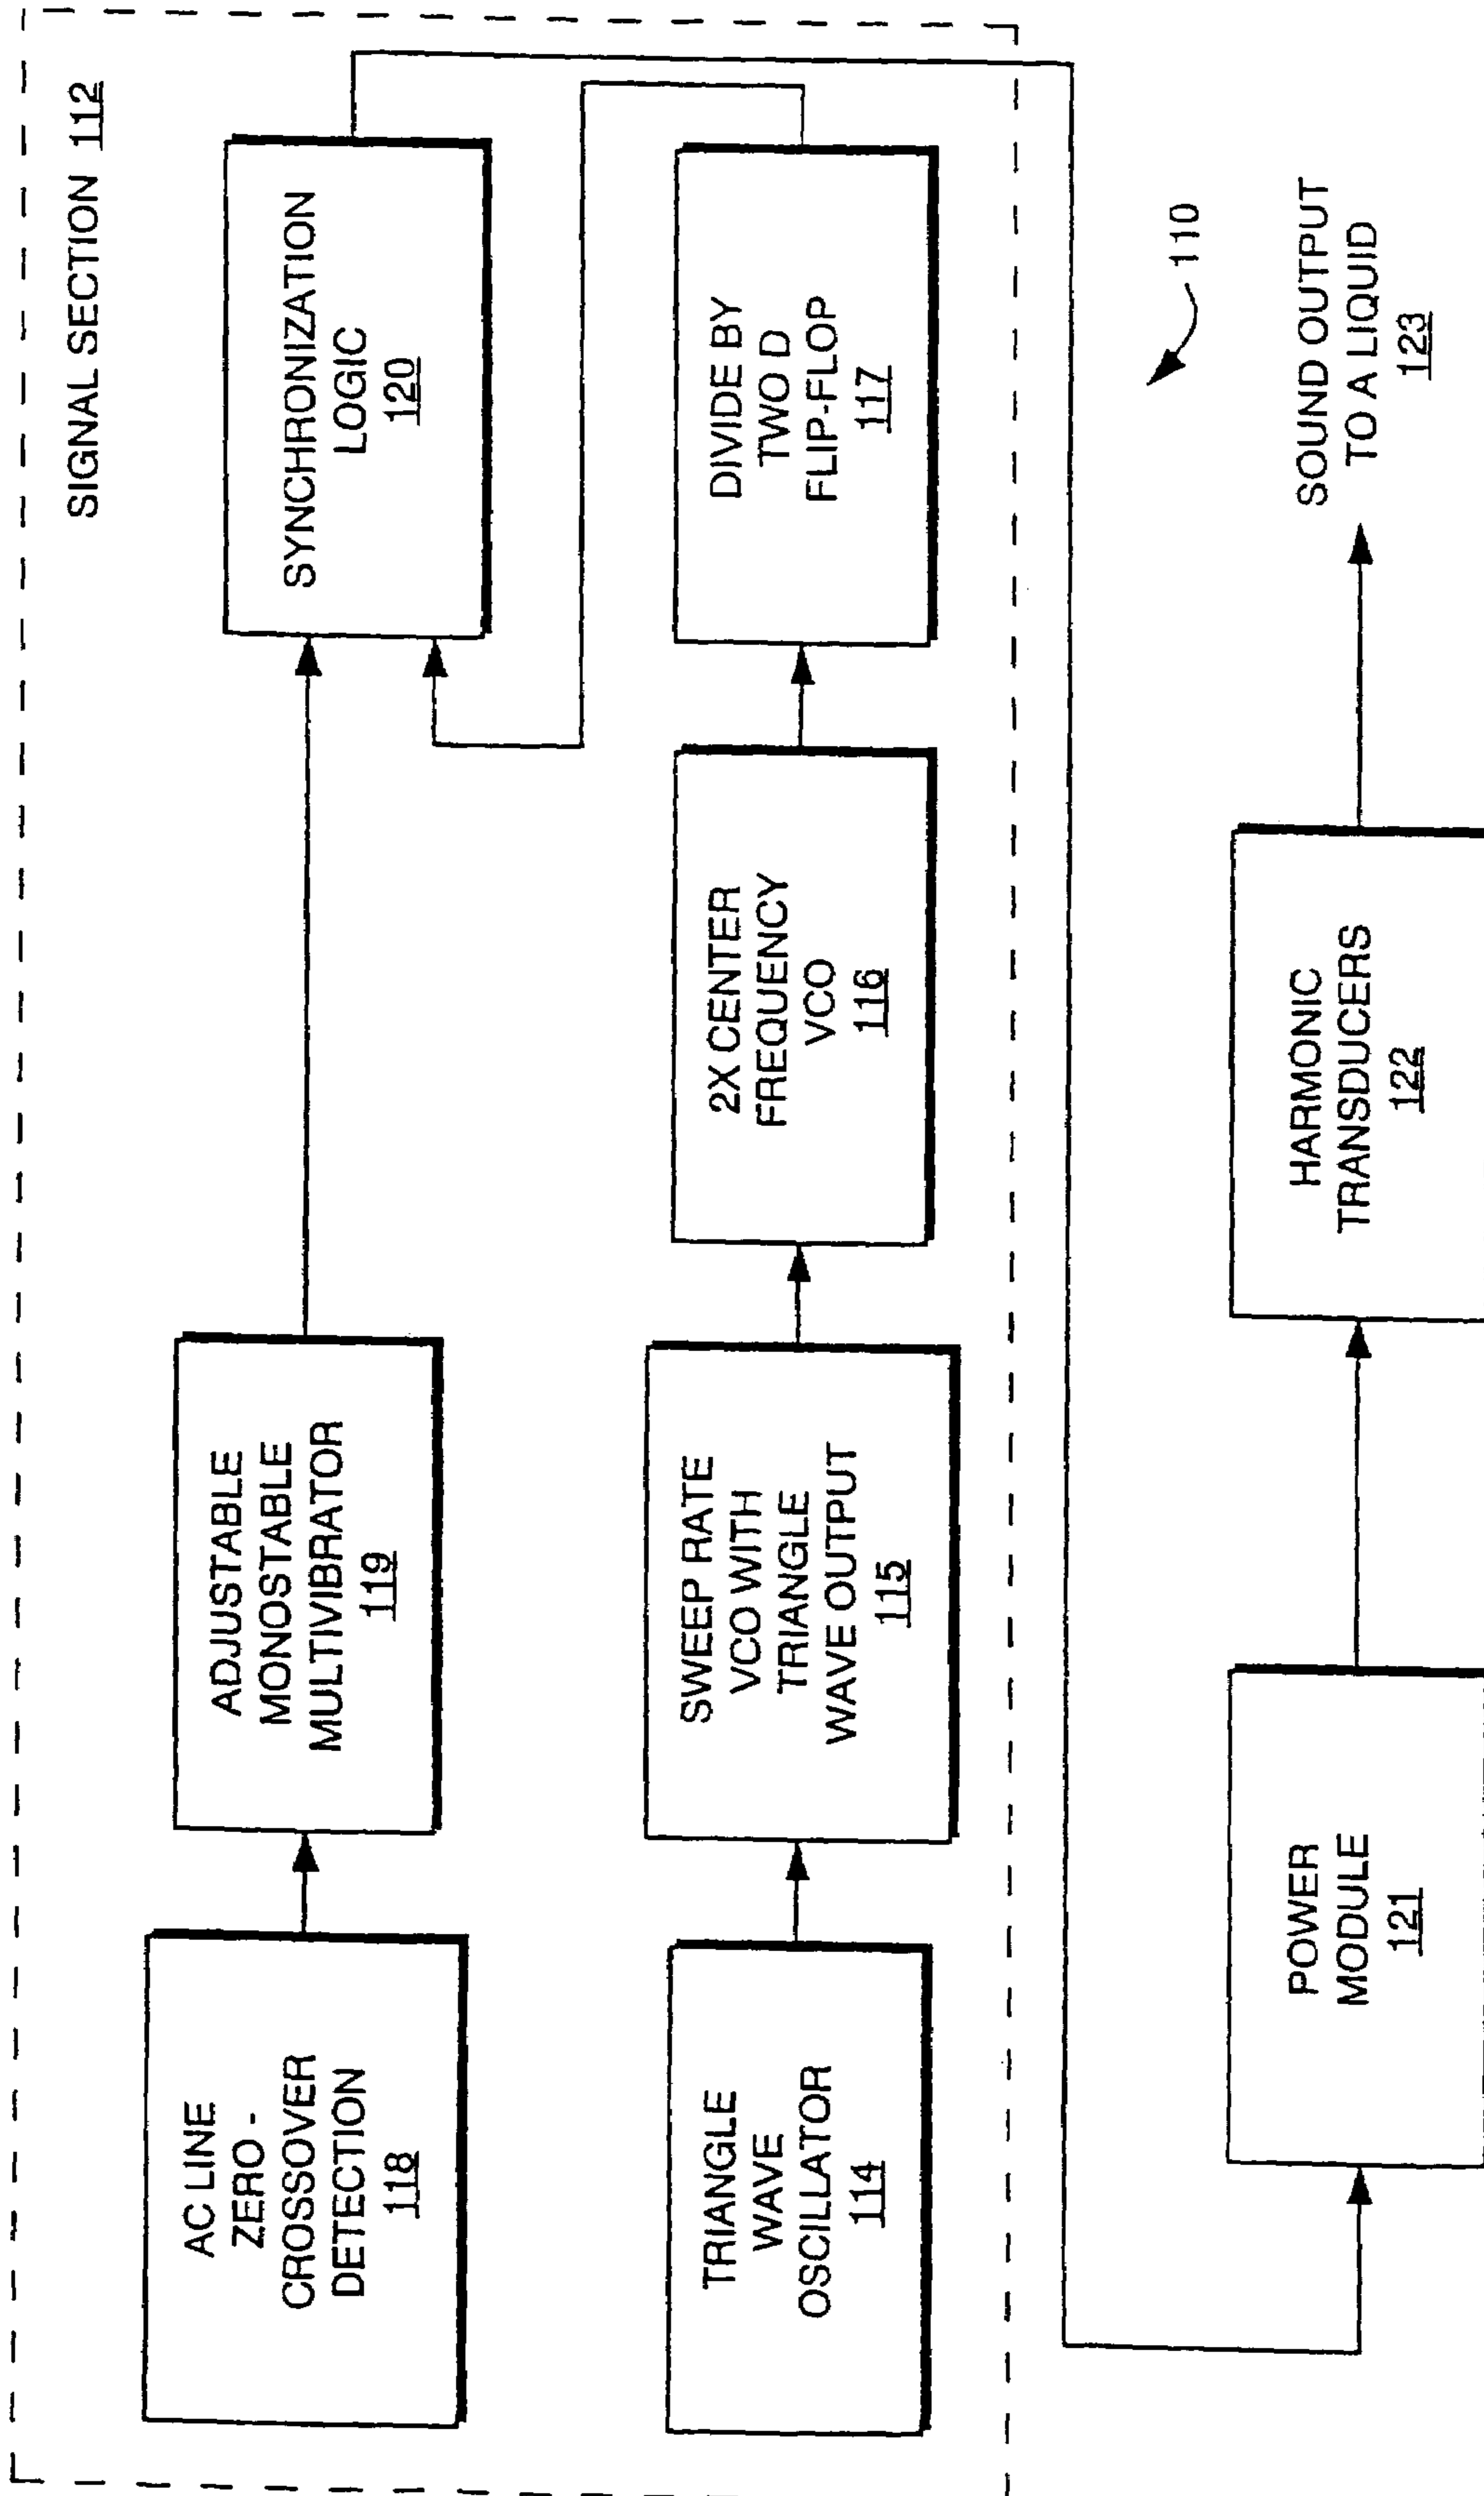 SIGNAL SECTION 112
AC LINE
ZERO -
CROSSOVER
DETECTION
118
ADJUSTABLE
MONOSTABLE
MULTIVIBRATOR
119
SYNCHRONIZATION
LOGIC
120
TRIANGLE
WAVE
OSCILLATOR
114
SWEEP RATE
VCO WITH
TRIANGLE
WAVE OUTPUT
115
2X CENTER
FREQUENCY
VCO
116
DIVIDE BY
TWO D
FLIP-FLOP
117
110
POWER
MODULE
121
HARMONIC
TRANSDUCERS
122
SOUND OUTPUT
TO A LIQUID
123